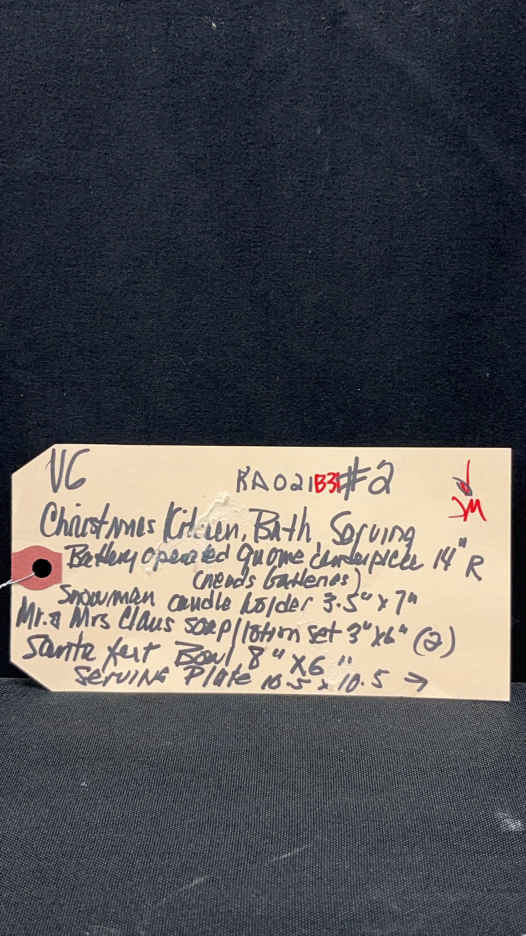 VG RA021B31 #2
JM
Christmas Kitchen, Bath, Serving
Battery operated gnome centerpiece 14" R
(needs batteries)
Snowman candle holder 3.5" x 7"
Mr. & Mrs Claus soap/lotion set 3" x 6" (2)
Santa feet Bowl 8" x 6"
Serving Plate 10.5 x 10.5 →